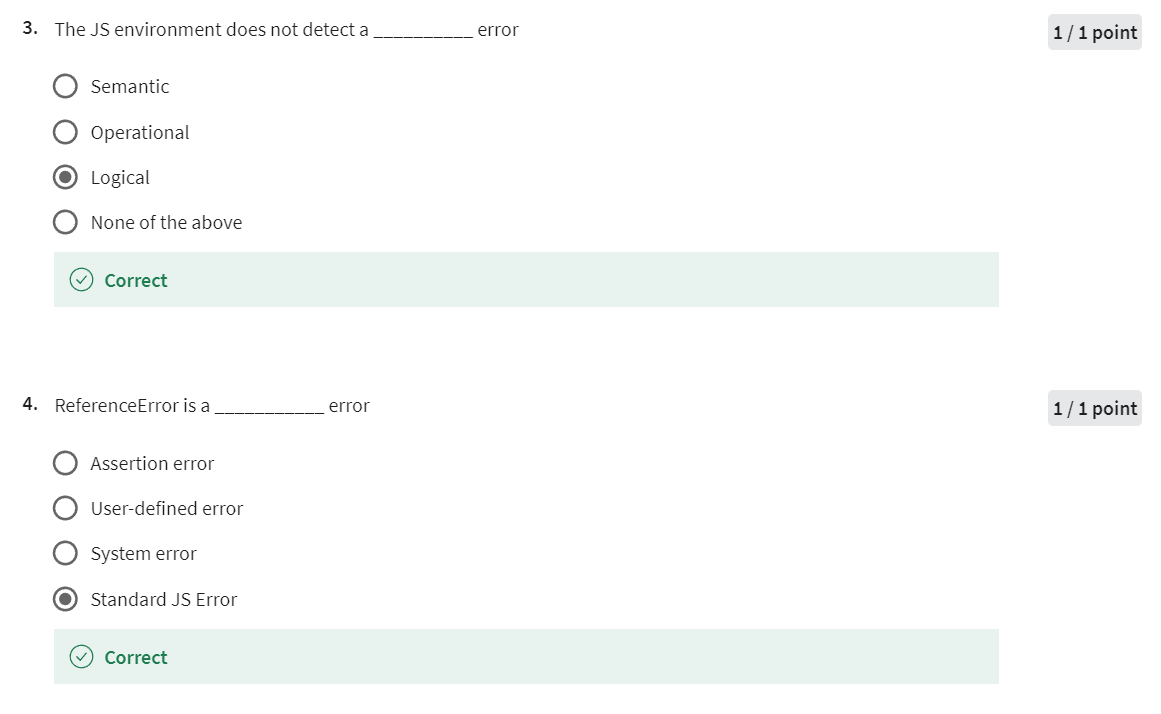 3. The JS environment does not detect a __________ error
1 / 1 point
Semantic
Operational
Logical
None of the above
Correct
4. ReferenceError is a ___________ error
1 / 1 point
Assertion error
User-defined error
System error
Standard JS Error
Correct